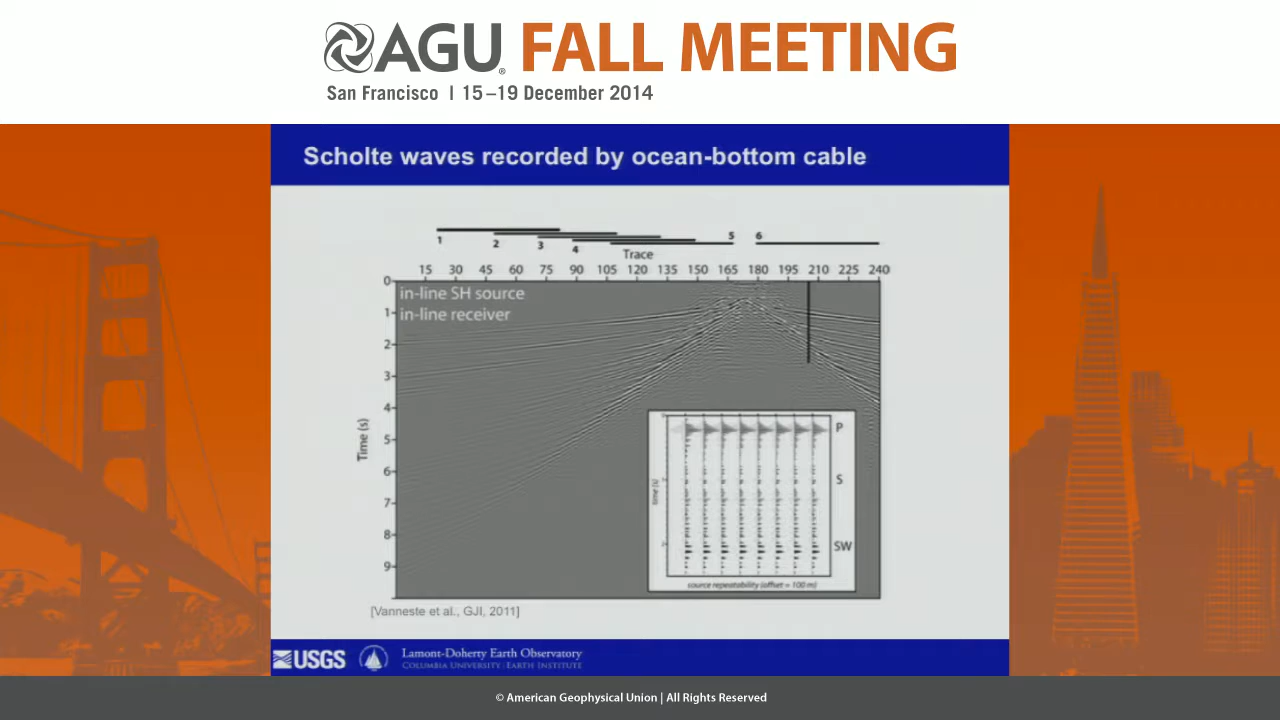 AGU® FALL MEETING
San Francisco | 15–19 December 2014
Scholte waves recorded by ocean-bottom cable
1 2 3 4 5 6
Trace
15 30 45 60 75 90 105 120 135 150 165 180 195 210 225 240
in-line SH source
in-line receiver
0
1
2
3
4
5
6
7
8
9
Time (s)
P
S
SW
time (s)
source repeatability (offset = 100 m)
[Vanneste et al., GJI, 2011]
USGS
Lamont-Doherty Earth Observatory
Columbia University | Earth Institute
© American Geophysical Union | All Rights Reserved